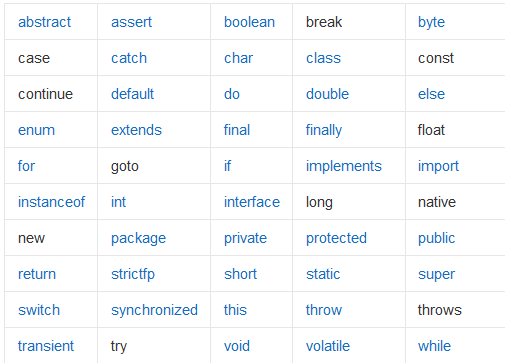 abstract assert boolean break byte
case catch char class const
continue default do double else
enum extends final finally float
for goto if implements import
instanceof int interface long native
new package private protected public
return strictfp short static super
switch synchronized this throw throws
transient try void volatile while